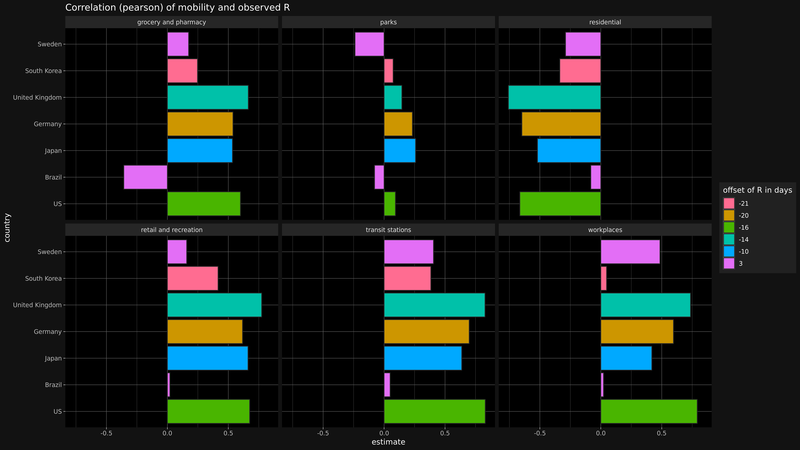 Correlation (pearson) of mobility and observed R
grocery and pharmacy
parks
residential
Sweden
South Korea
United Kingdom
Germany
Japan
Brazil
US
retail and recreation
transit stations
workplaces
Sweden
South Korea
United Kingdom
Germany
Japan
Brazil
US
-0.5 0.0 0.5
-0.5 0.0 0.5
-0.5 0.0 0.5
estimate
country
offset of R in days
-21
-20
-16
-14
-10
3